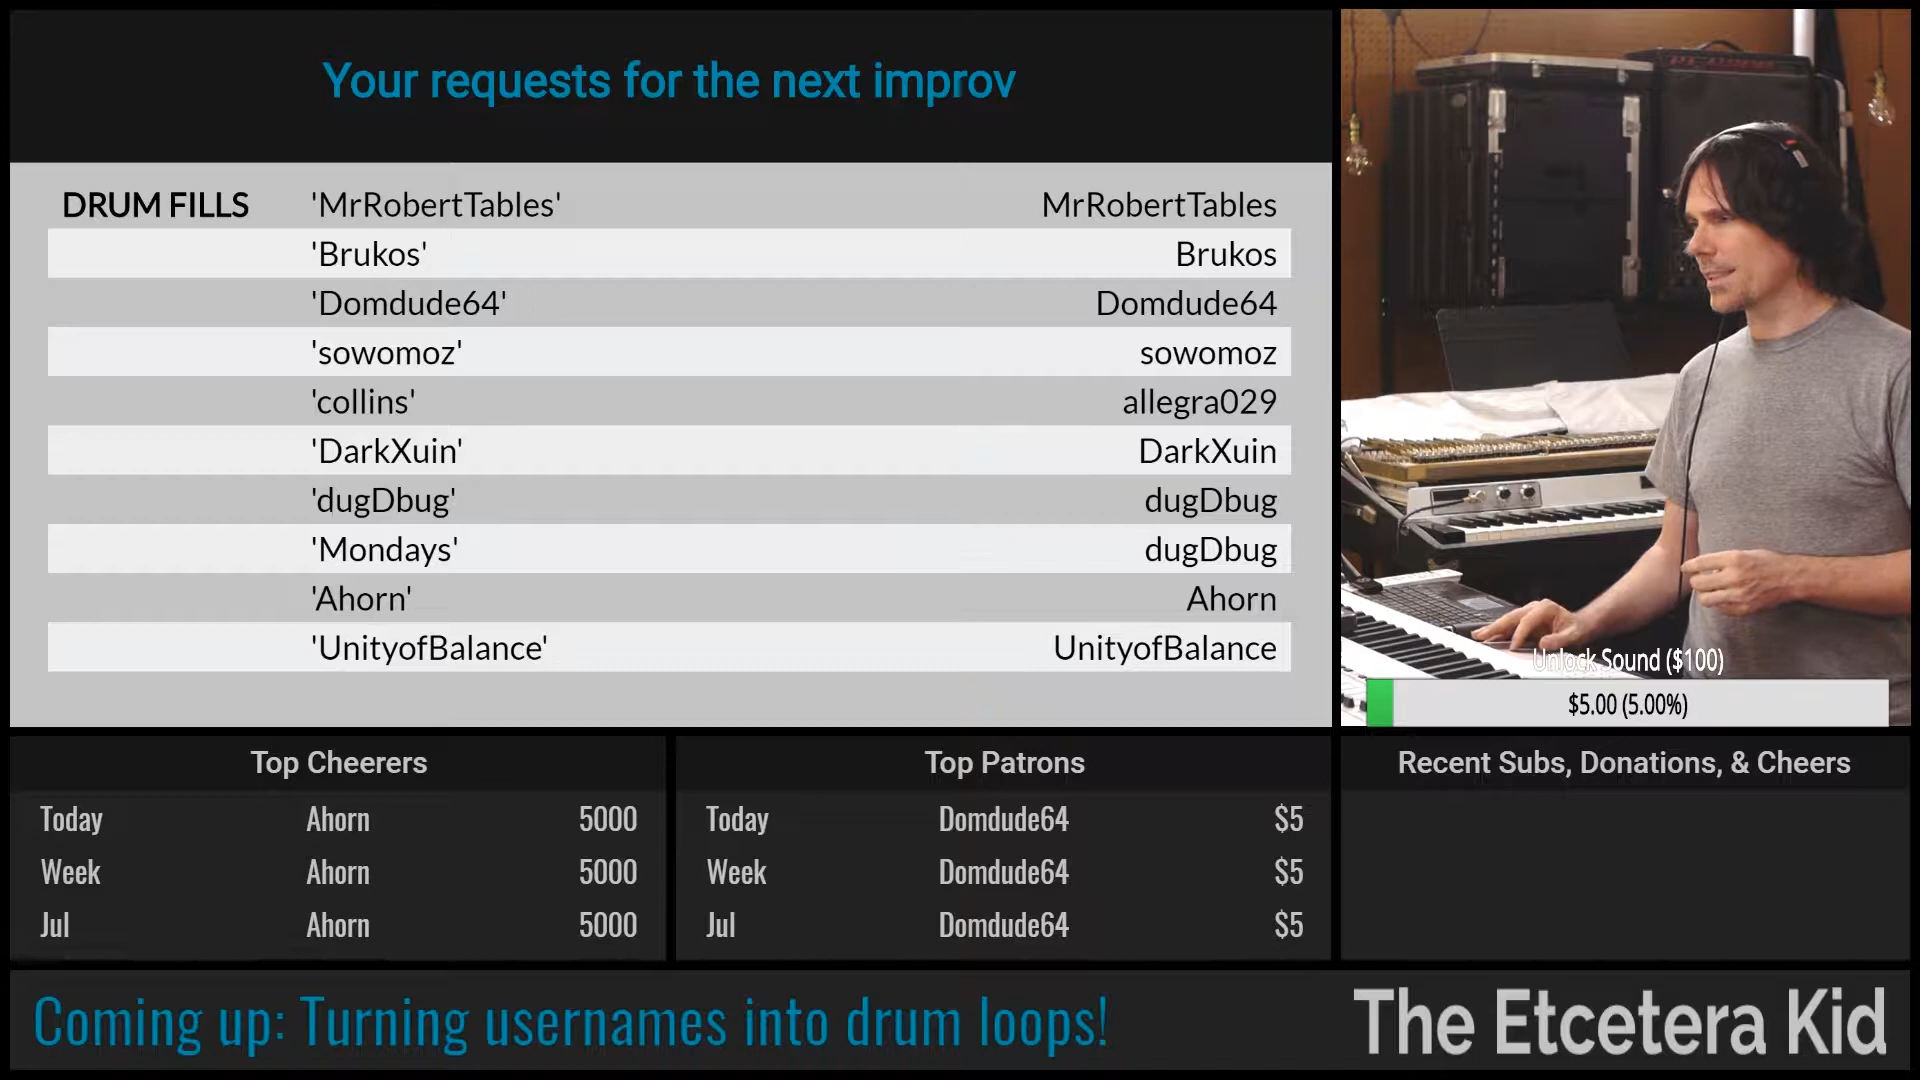 Your requests for the next improv
DRUM FILLS 'MrRobertTables' MrRobertTables
'Brukos' Brukos
'Domdude64' Domdude64
'sowomoz' sowomoz
'collins' allegra029
'DarkXuin' DarkXuin
'dugDbug' dugDbug
'Mondays' dugDbug
'Ahorn' Ahorn
'UnityofBalance' UnityofBalance
Unlock Sound ($100)
$5.00 (5.00%)
Top Cheerers
Today Ahorn 5000
Week Ahorn 5000
Jul Ahorn 5000
Top Patrons
Today Domdude64 $5
Week Domdude64 $5
Jul Domdude64 $5
Recent Subs, Donations, & Cheers
Coming up: Turning usernames into drum loops!
The Etcetera Kid